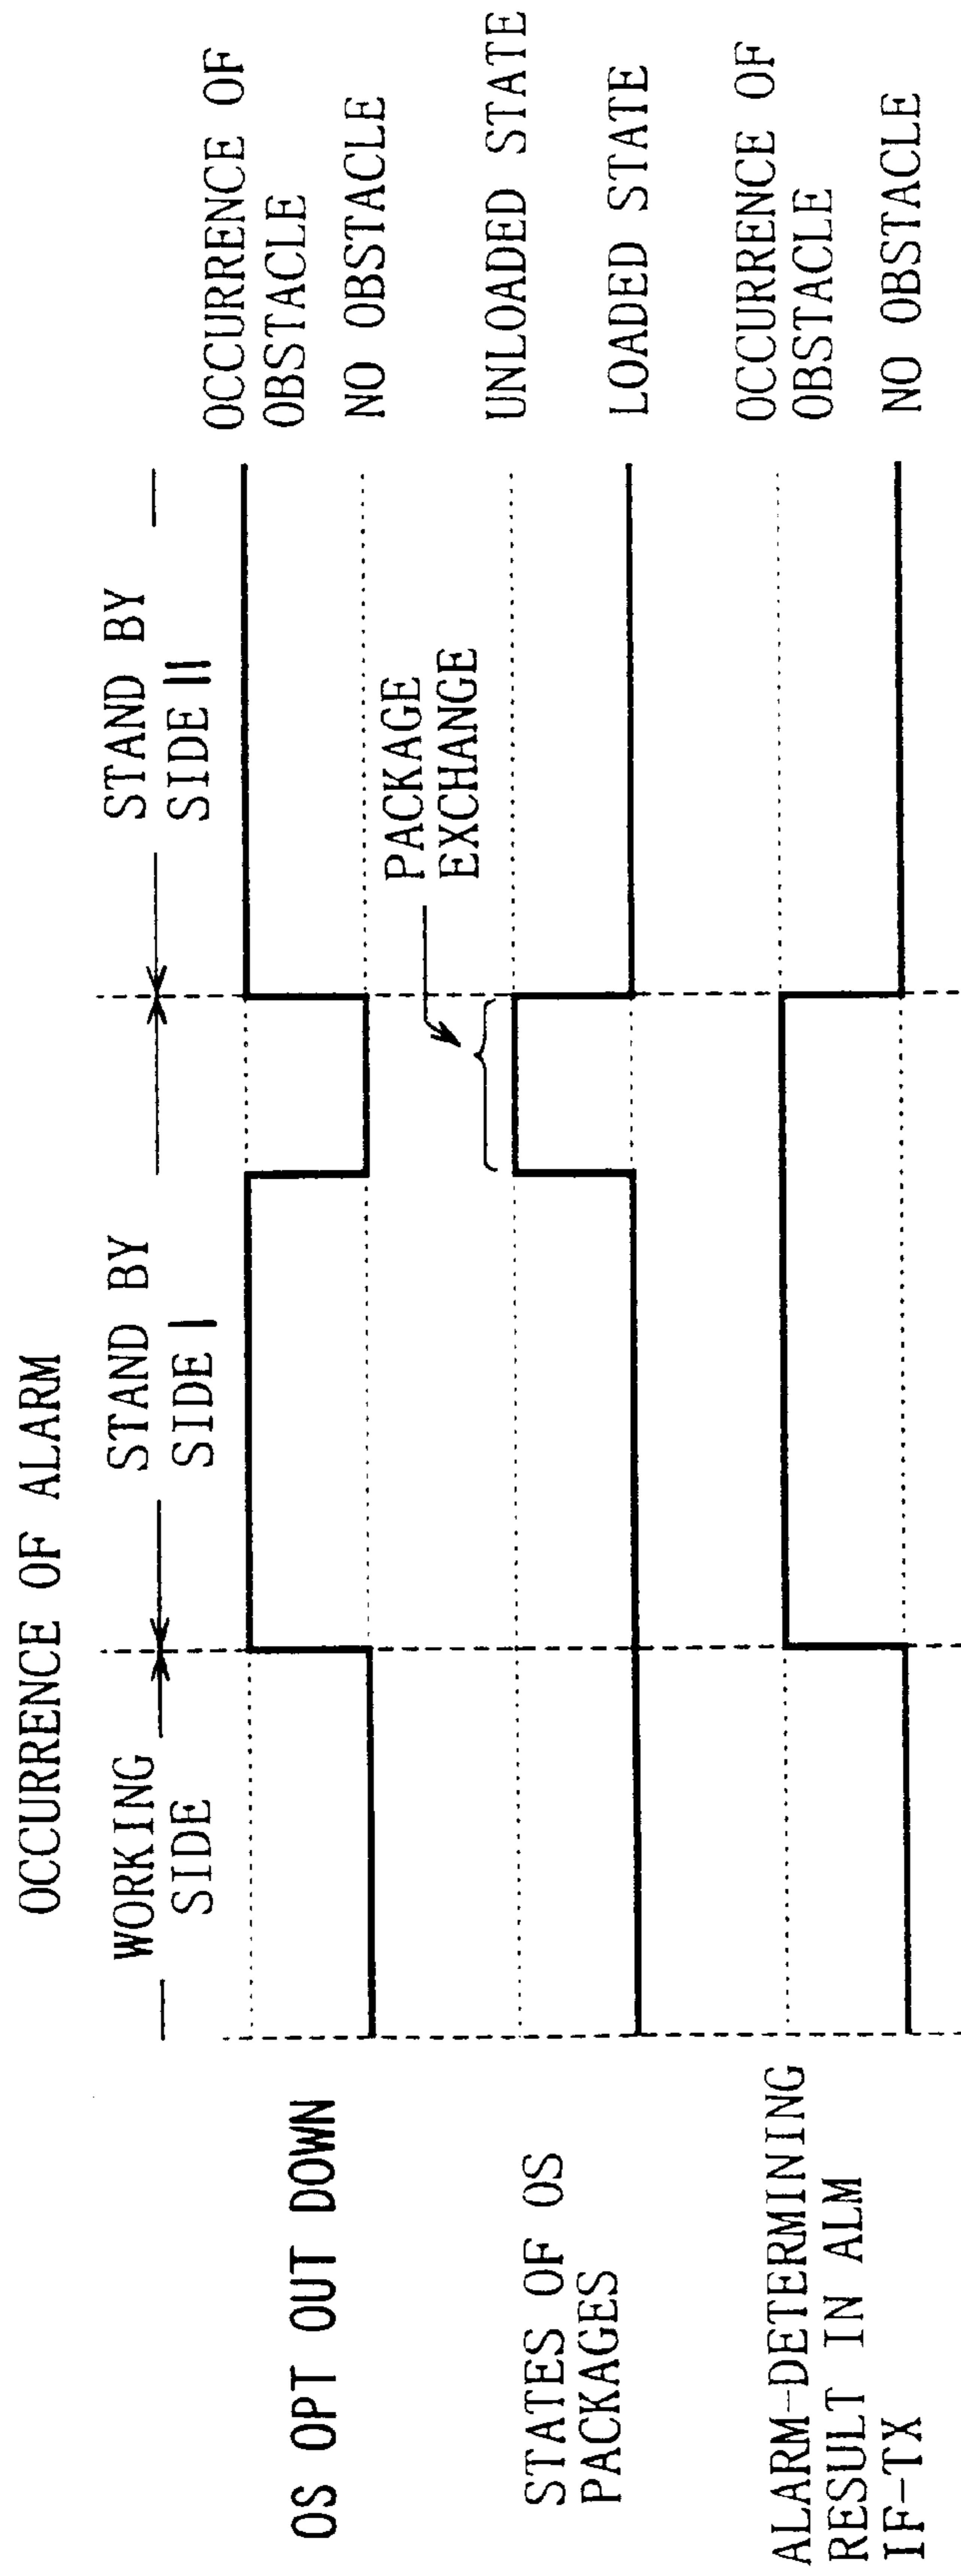 OCCURRENCE OF ALARM
WORKING
SIDE
STAND BY
SIDE I
STAND BY
SIDE II
OS OPT OUT DOWN
OCCURRENCE OF
OBSTACLE
NO OBSTACLE
PACKAGE
EXCHANGE
STATES OF OS
PACKAGES
UNLOADED STATE
LOADED STATE
ALARM-DETERMINING
RESULT IN ALM
IF-TX
OCCURRENCE OF
OBSTACLE
NO OBSTACLE